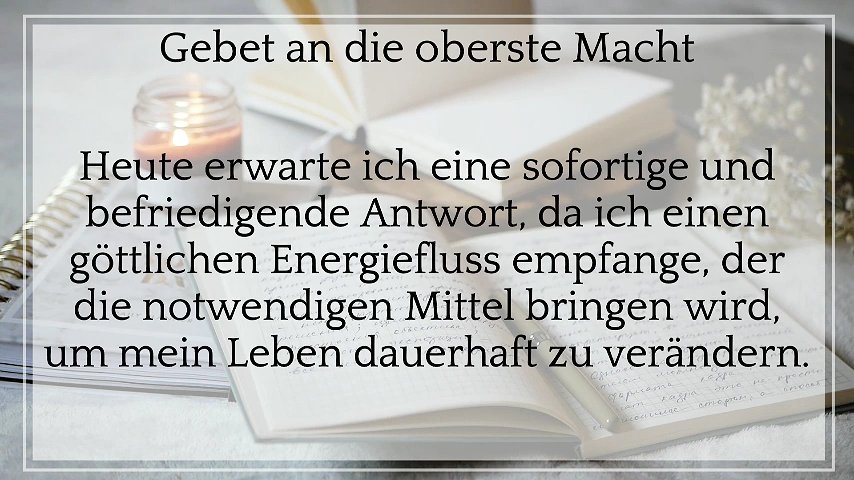 Gebet an die oberste Macht
Heute erwarte ich eine sofortige und
befriedigende Antwort, da ich einen
göttlichen Energiefluss empfange, der
die notwendigen Mittel bringen wird,
um mein Leben dauerhaft zu verändern.